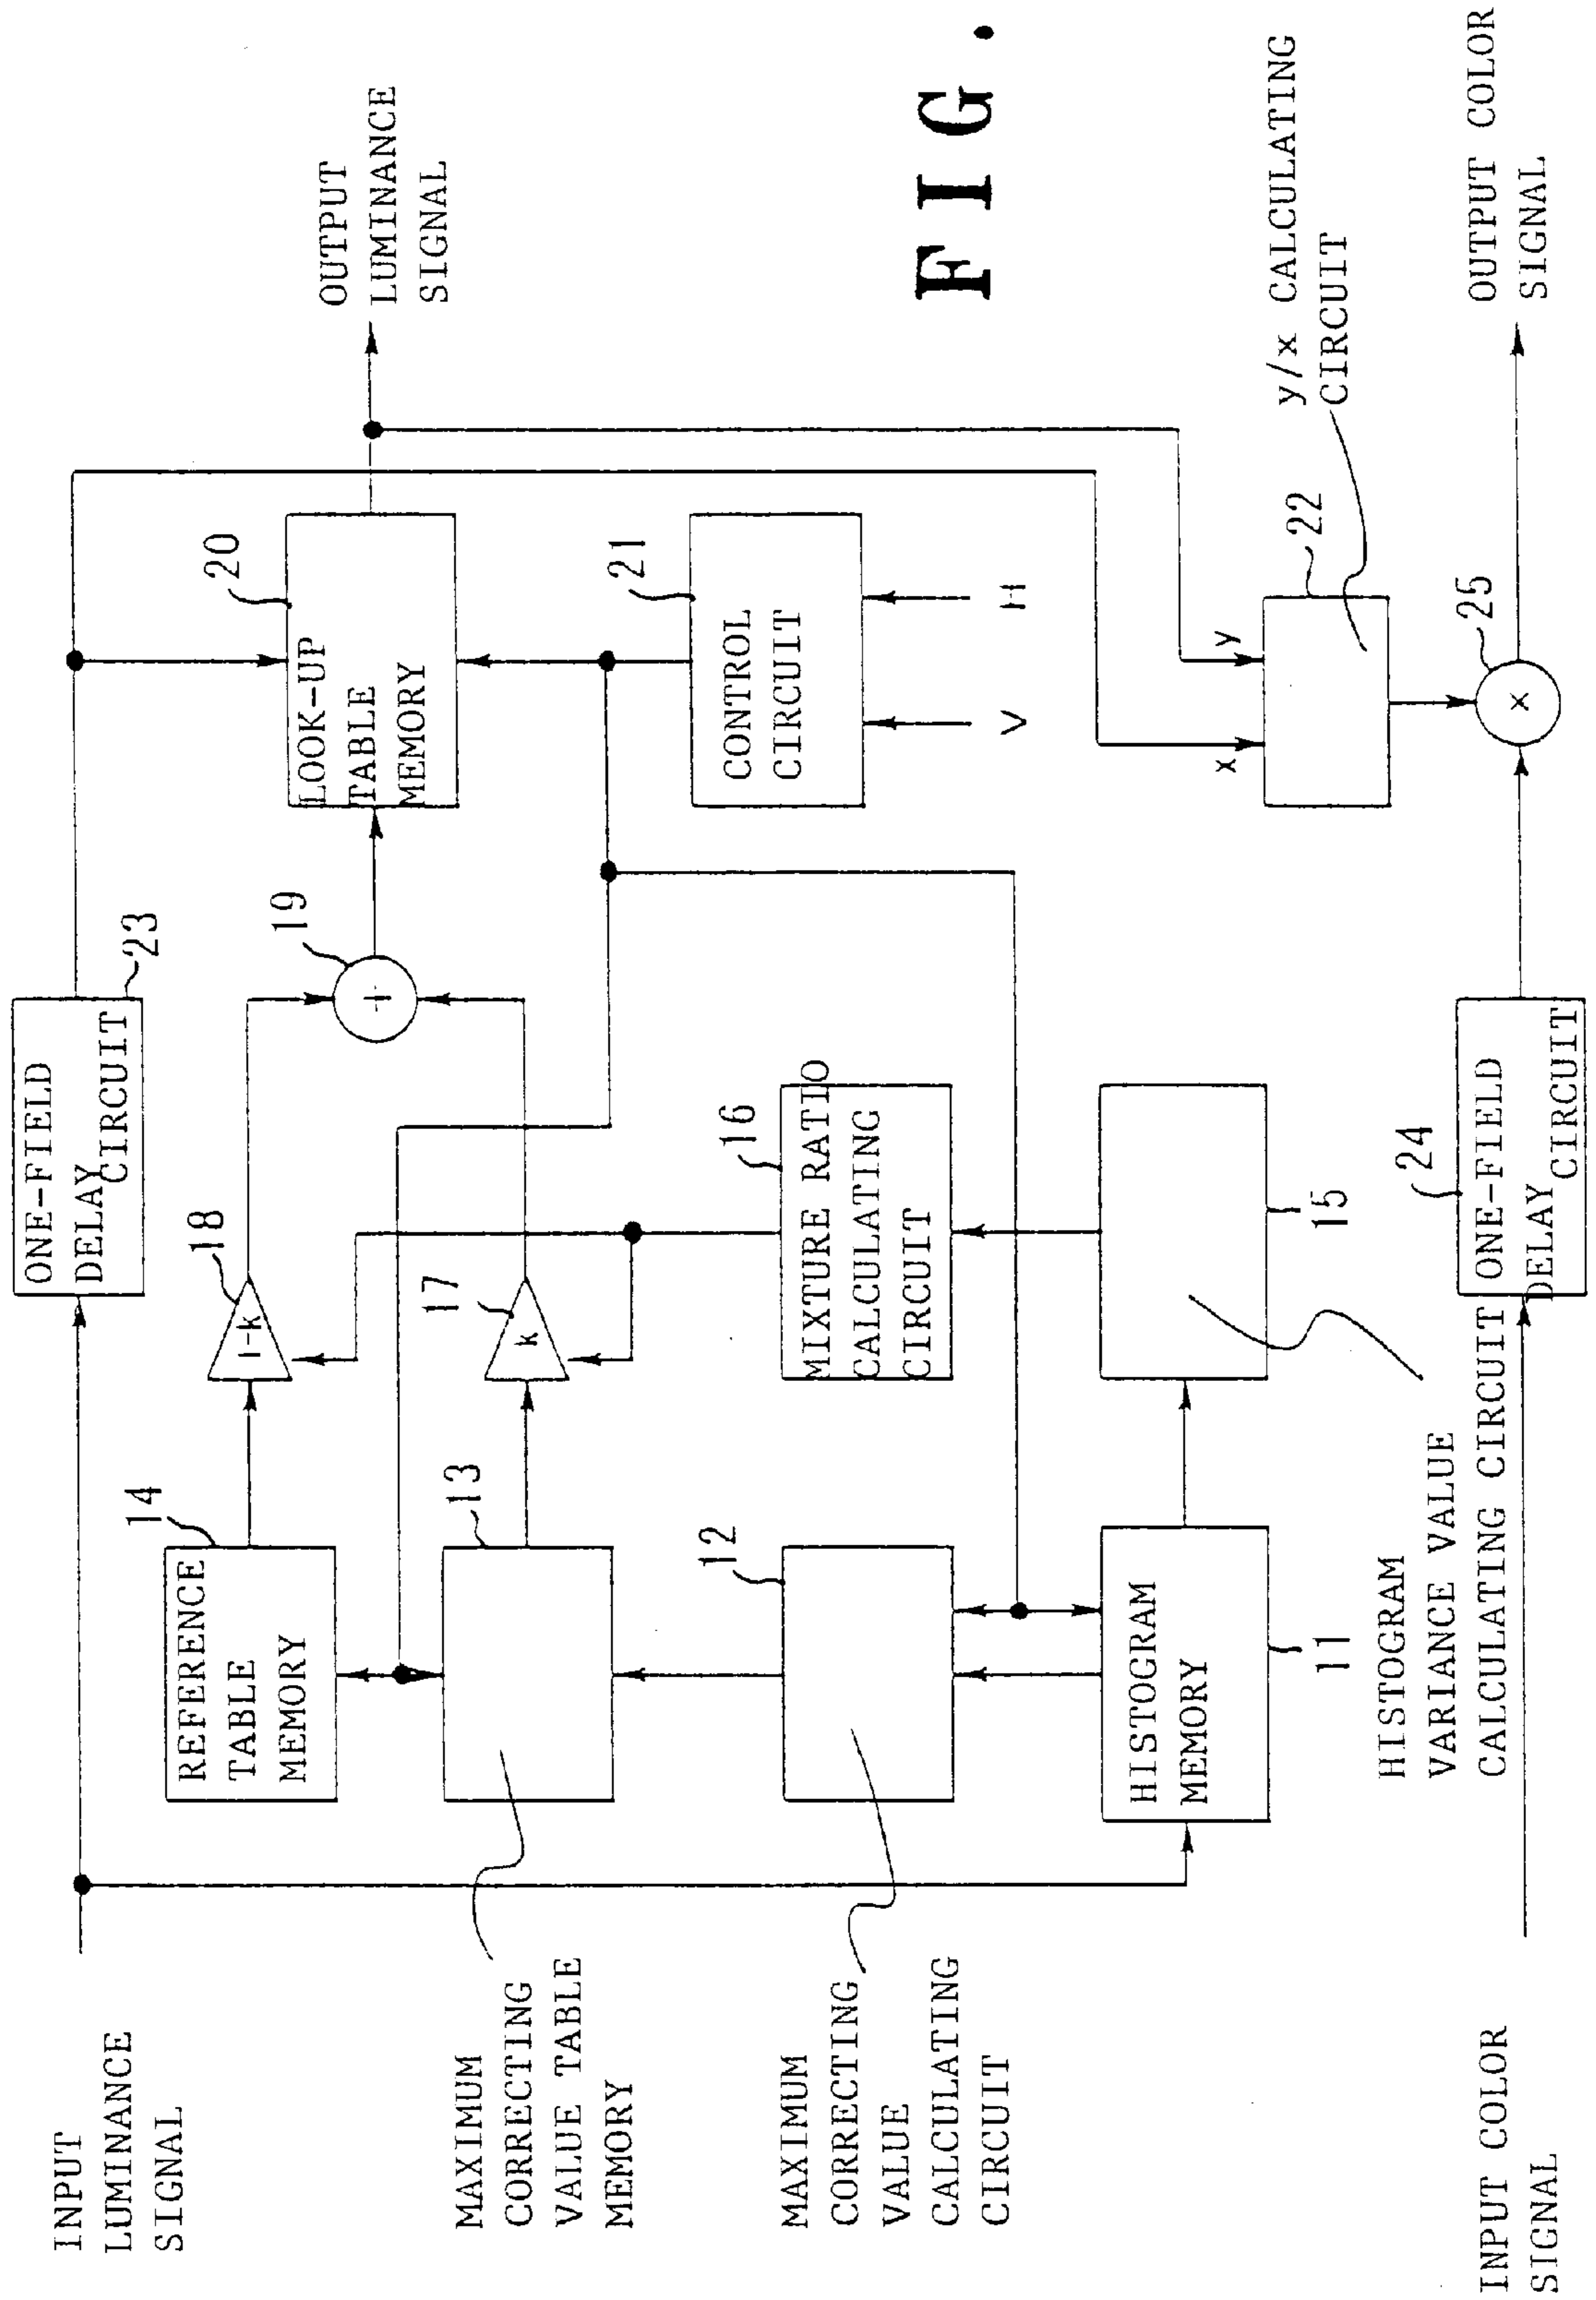 INPUT
LUMINANCE
SIGNAL
ONE-FIELD
DELAY
CIRCUIT
23
OUTPUT
LUMINANCE
SIGNAL
14
REFERENCE
TABLE
MEMORY
18
1-k
19
+
20
LOOK-UP
TABLE
MEMORY
MAXIMUM
CORRECTING
VALUE TABLE
MEMORY
13
17
k
21
CONTROL
CIRCUIT
V
H
MAXIMUM
CORRECTING
VALUE
CALCULATING
CIRCUIT
12
16
MIXTURE RATIO
CALCULATING
CIRCUIT
FIG.
HISTOGRAM
MEMORY
11
15
HISTOGRAM
VARIANCE VALUE
CALCULATING CIRCUIT
x
y
22
y/x CALCULATING
CIRCUIT
INPUT COLOR
SIGNAL
24
ONE-FIELD
DELAY
CIRCUIT
×
25
OUTPUT COLOR
SIGNAL